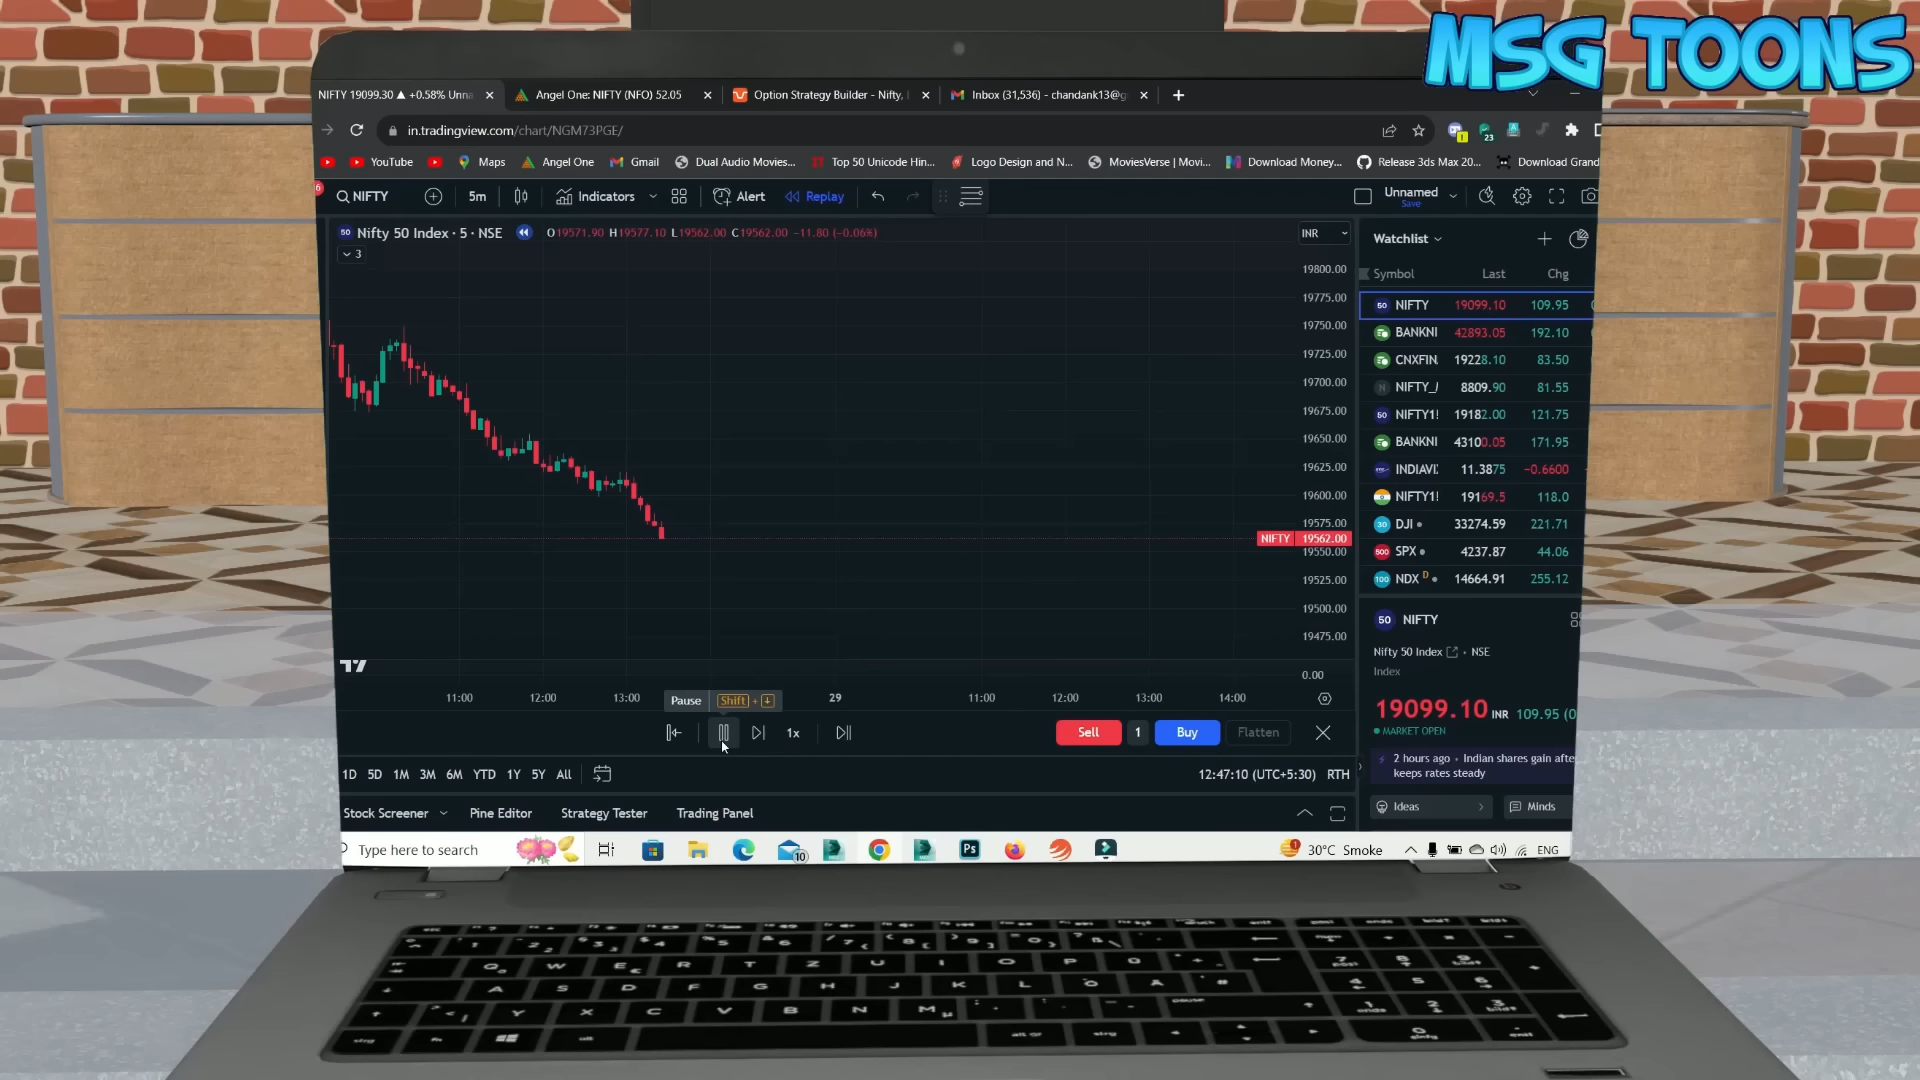 MSG TOONS
NIFTY 19099.30 ▲ +0.58% Unna
Angel One: NIFTY (NFO) 52.05
Option Strategy Builder - Nifty,
Inbox (31,536) - chandank13@g
in.tradingview.com/chart/NGM73PGE/
23
YouTube
Maps
Angel One
Gmail
Dual Audio Movies...
Top 50 Unicode Hin...
Logo Design and N...
MoviesVerse | Movi...
Download Money...
Release 3ds Max 20...
Download Grand
NIFTY
5m
Indicators
Alert
Replay
Unnamed
Save
Nifty 50 Index · 5 · NSE
O19571.90 H19577.10 L19562.00 C19562.00 -11.80 (-0.06%)
3
INR
19800.00
19775.00
19750.00
19725.00
19700.00
19675.00
19650.00
19625.00
19600.00
19575.00
NIFTY 19562.00
19550.00
19525.00
19500.00
19475.00
0.00
11:00
12:00
13:00
29
11:00
12:00
13:00
14:00
Pause
Shift + ↓
1x
Sell
1
Buy
Flatten
1D 5D 1M 3M 6M YTD 1Y 5Y All
12:47:10 (UTC+5:30) RTH
Stock Screener
Pine Editor
Strategy Tester
Trading Panel
Watchlist
Symbol Last Chg
NIFTY 19099.10 109.95
BANKNI 42893.05 192.10
CNXFIN 19228.10 83.50
NIFTY_ 8809.90 81.55
NIFTY1! 19182.00 121.75
BANKNI 43100.05 171.95
INDIAVI 11.3875 −0.6600
NIFTY1! 19169.5 118.0
DJI 33274.59 221.71
SPX 4237.87 44.06
NDX D 14664.91 255.12
50 NIFTY
Nifty 50 Index · NSE
Index
19099.10 INR 109.95 (0
MARKET OPEN
2 hours ago · Indian shares gain afte
keeps rates steady
Ideas
Minds
Type here to search
10
Ps
30°C Smoke
ENG